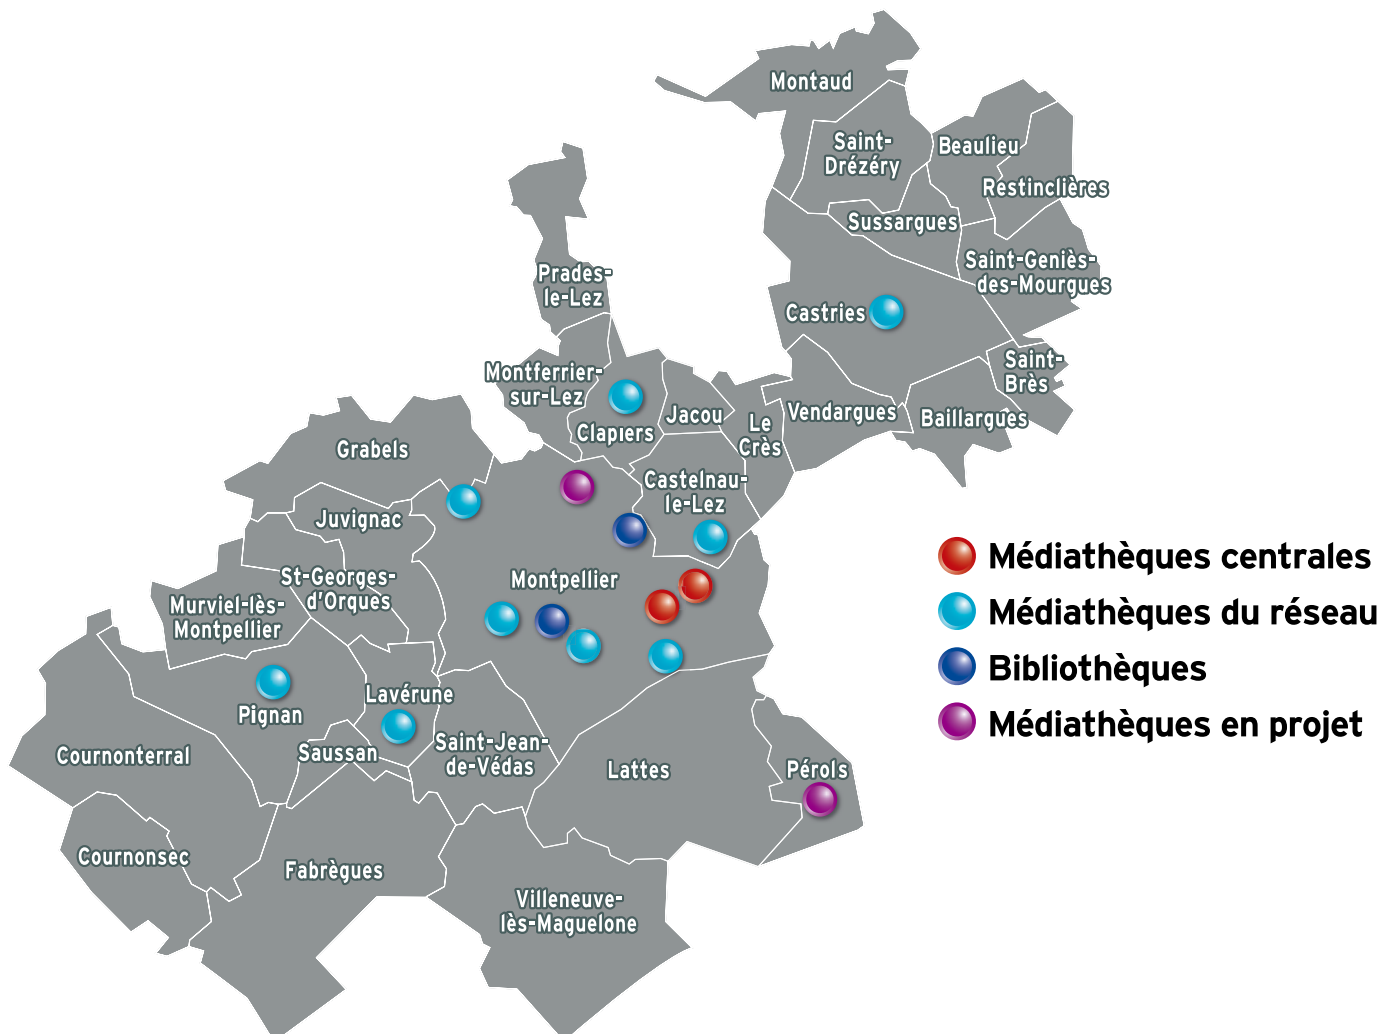 Montaud
Saint-
Drézéry
Beaulieu
Restinclières
Sussargues
Saint-Geniès-
des-Mourgues
Prades-
le-Lez
Castries
Saint-
Brès
Montferrier-
sur-Lez
Clapiers
Jacou
Le
Crès
Vendargues
Baillargues
Grabels
Castelnau-
le-Lez
Juvignac
Montpellier
St-Georges-
d'Orques
Murviel-lès-
Montpellier
Lavérune
Pignan
Cournonterral
Saussan
Saint-Jean-
de-Védas
Lattes
Pérols
Cournonsec
Fabrègues
Villeneuve-
lès-Maguelone
Médiathèques centrales
Médiathèques du réseau
Bibliothèques
Médiathèques en projet